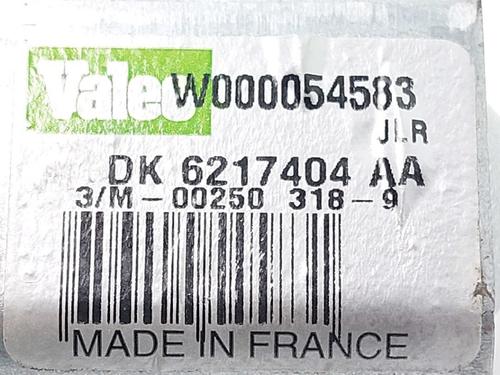 Valeo W000054583
JLR
DK 6217404 AA
3/M-00250 318-9
MADE IN FRANCE